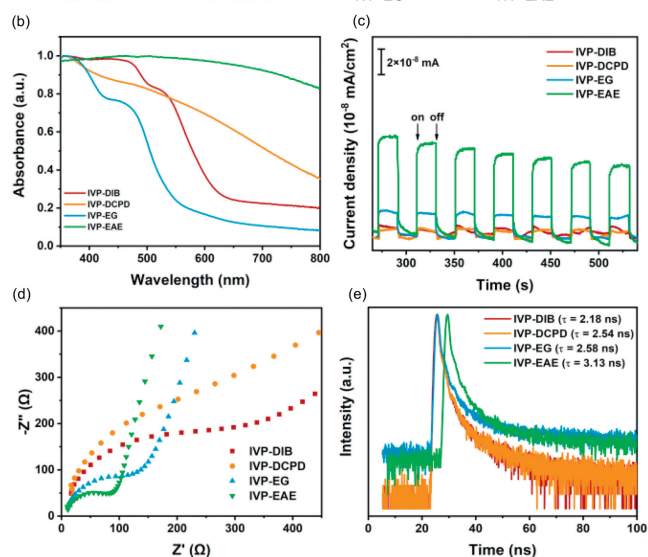 IVP-EG IVP-EAE
(b)
1.0
0.8
0.6
0.4
0.2
0.0
Absorbance (a.u.)
IVP-DIB
IVP-DCPD
IVP-EG
IVP-EAE
400 500 600 700 800
Wavelength (nm)
(c)
2×10⁻⁸ mA
IVP-DIB
IVP-DCPD
IVP-EG
IVP-EAE
on off
Current density (10⁻⁸ mA/cm²)
300 350 400 450 500
Time (s)
(d)
400
300
200
100
0
-Z'' (Ω)
IVP-DIB
IVP-DCPD
IVP-EG
IVP-EAE
0 100 200 300 400
Z' (Ω)
(e)
IVP-DIB (τ = 2.18 ns)
IVP-DCPD (τ = 2.54 ns)
IVP-EG (τ = 2.58 ns)
IVP-EAE (τ = 3.13 ns)
Intensity (a.u.)
0 20 40 60 80 100
Time (ns)